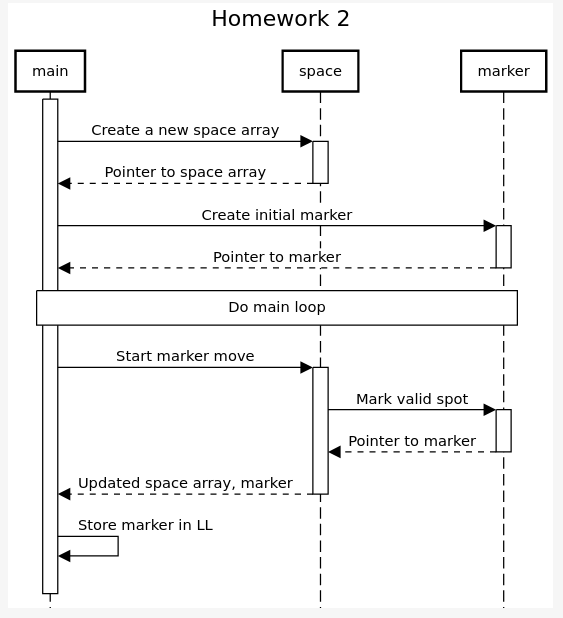 Homework 2
main
space
marker
Create a new space array
Pointer to space array
Create initial marker
Pointer to marker
Do main loop
Start marker move
Mark valid spot
Pointer to marker
Updated space array, marker
Store marker in LL